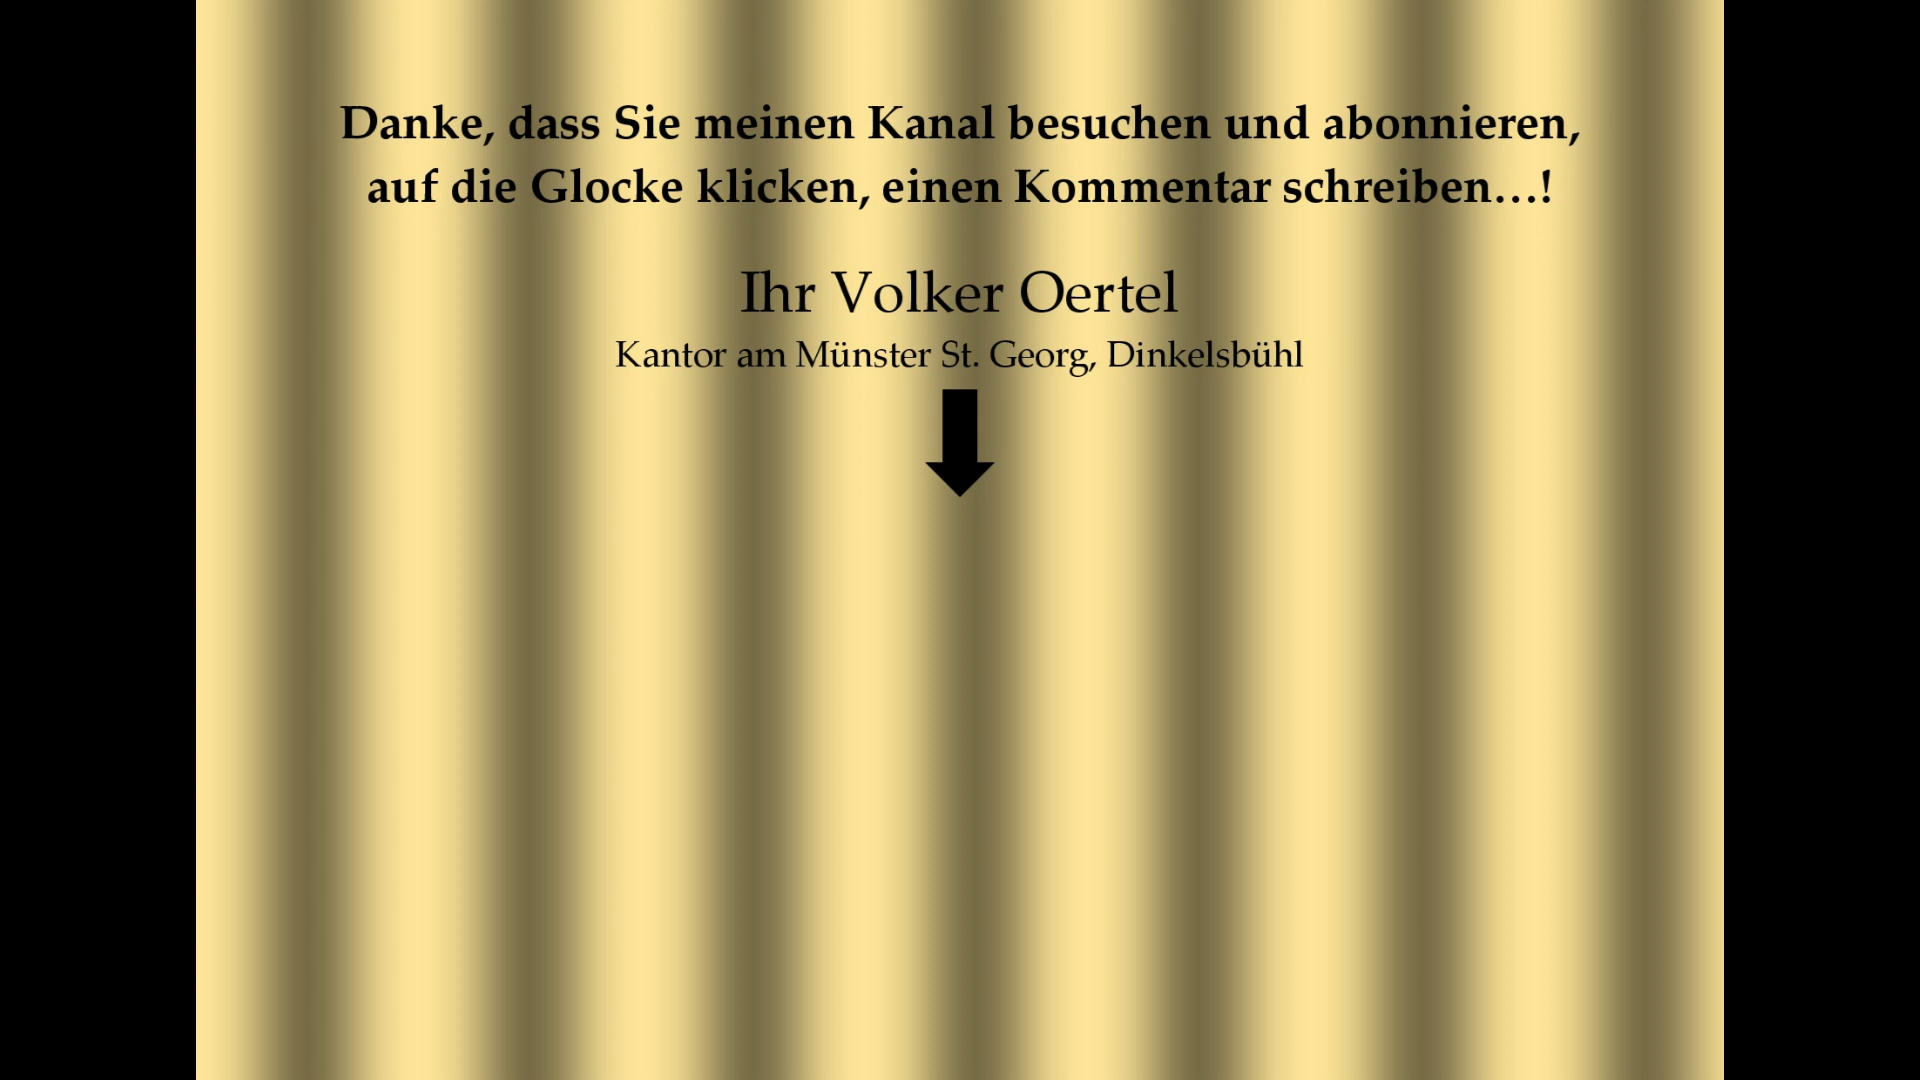 Danke, dass Sie meinen Kanal besuchen und abonnieren,
auf die Glocke klicken, einen Kommentar schreiben…!
Ihr Volker Oertel
Kantor am Münster St. Georg, Dinkelsbühl